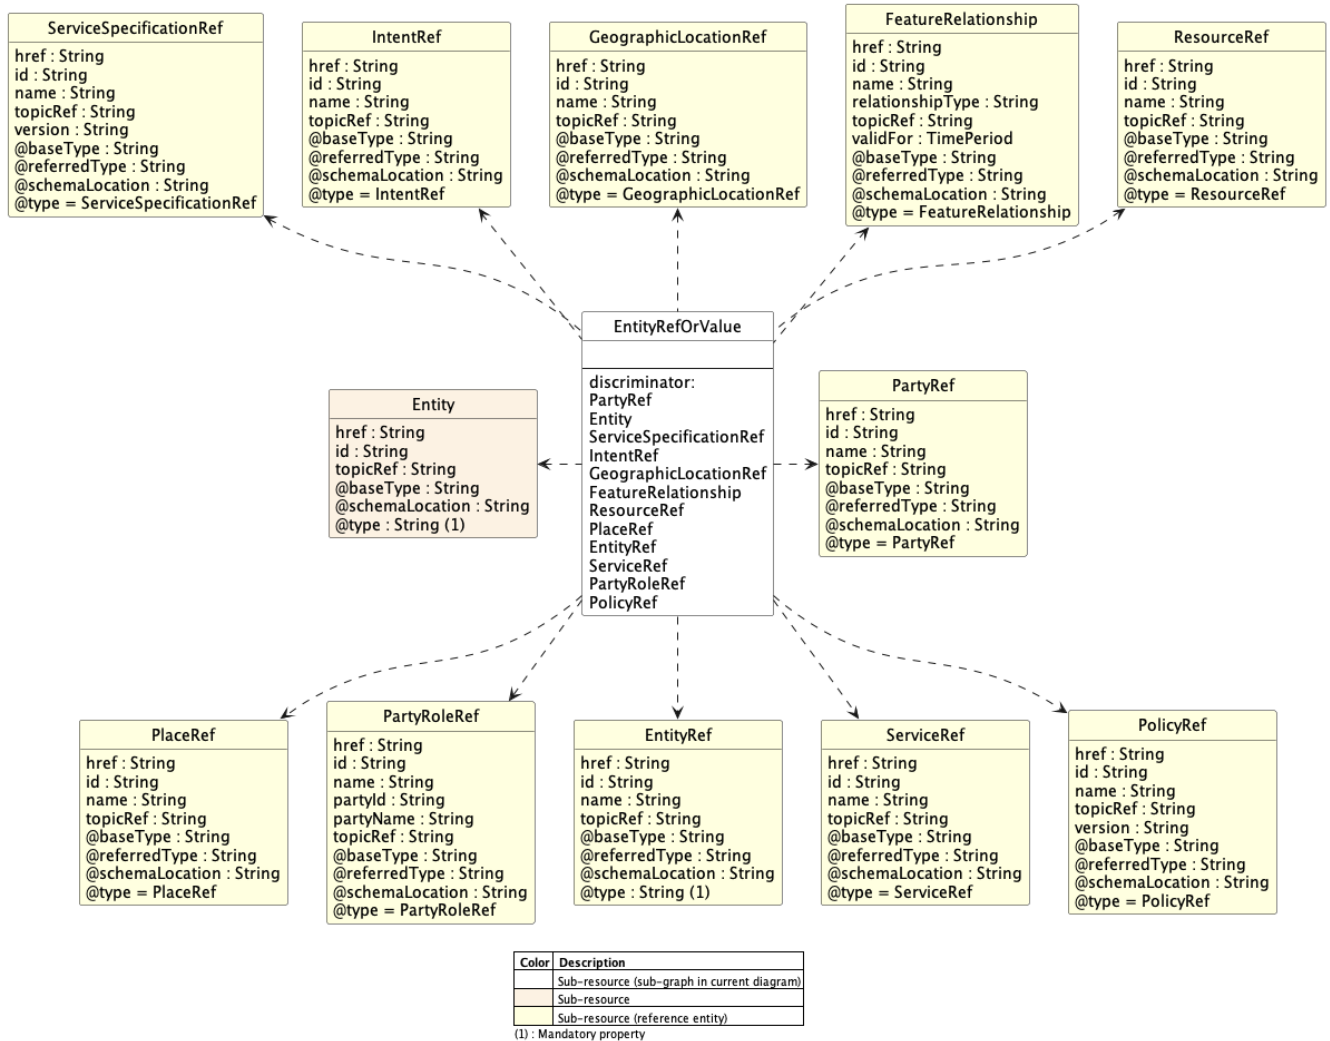 ServiceSpecificationRef
href : String
id : String
name : String
topicRef : String
version : String
@baseType : String
@referredType : String
@schemaLocation : String
@type = ServiceSpecificationRef
IntentRef
href : String
id : String
name : String
topicRef : String
@baseType : String
@referredType : String
@schemaLocation : String
@type = IntentRef
GeographicLocationRef
href : String
id : String
name : String
topicRef : String
@baseType : String
@referredType : String
@schemaLocation : String
@type = GeographicLocationRef
FeatureRelationship
href : String
id : String
name : String
relationshipType : String
topicRef : String
validFor : TimePeriod
@baseType : String
@referredType : String
@schemaLocation : String
@type = FeatureRelationship
ResourceRef
href : String
id : String
name : String
topicRef : String
@baseType : String
@referredType : String
@schemaLocation : String
@type = ResourceRef
Entity
href : String
id : String
topicRef : String
@baseType : String
@schemaLocation : String
@type : String (1)
EntityRefOrValue
discriminator:
PartyRef
Entity
ServiceSpecificationRef
IntentRef
GeographicLocationRef
FeatureRelationship
ResourceRef
PlaceRef
EntityRef
ServiceRef
PartyRoleRef
PolicyRef
PartyRef
href : String
id : String
name : String
topicRef : String
@baseType : String
@referredType : String
@schemaLocation : String
@type = PartyRef
PlaceRef
href : String
id : String
name : String
topicRef : String
@baseType : String
@referredType : String
@schemaLocation : String
@type = PlaceRef
PartyRoleRef
href : String
id : String
name : String
partyId : String
partyName : String
topicRef : String
@baseType : String
@referredType : String
@schemaLocation : String
@type = PartyRoleRef
EntityRef
href : String
id : String
name : String
topicRef : String
@baseType : String
@referredType : String
@schemaLocation : String
@type : String (1)
ServiceRef
href : String
id : String
name : String
topicRef : String
@baseType : String
@referredType : String
@schemaLocation : String
@type = ServiceRef
PolicyRef
href : String
id : String
name : String
topicRef : String
version : String
@baseType : String
@referredType : String
@schemaLocation : String
@type = PolicyRef
Color Description
Sub-resource (sub-graph in current diagram)
Sub-resource
Sub-resource (reference entity)
(1) : Mandatory property